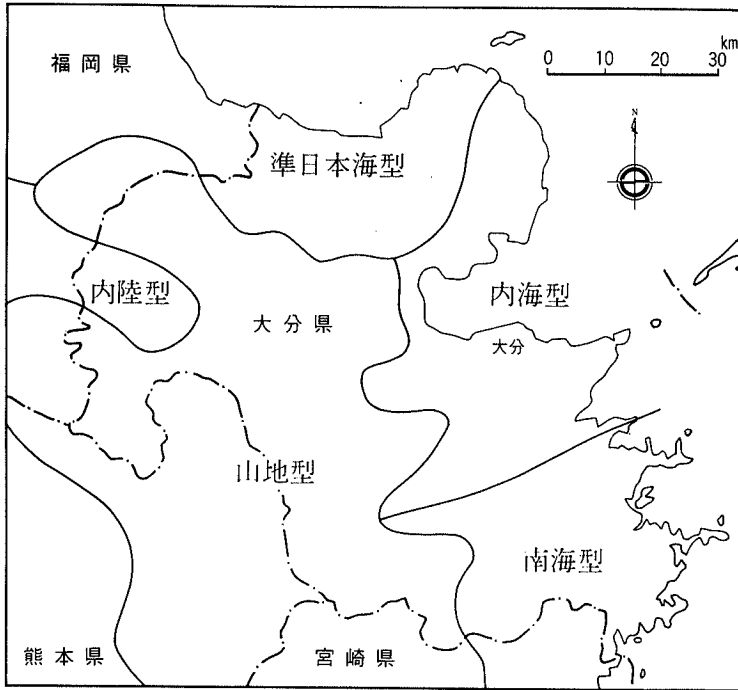 福岡県
km
0 10 20 30
N
準日本海型
内陸型
内海型
大分県
大分
山地型
南海型
熊本県
宮崎県